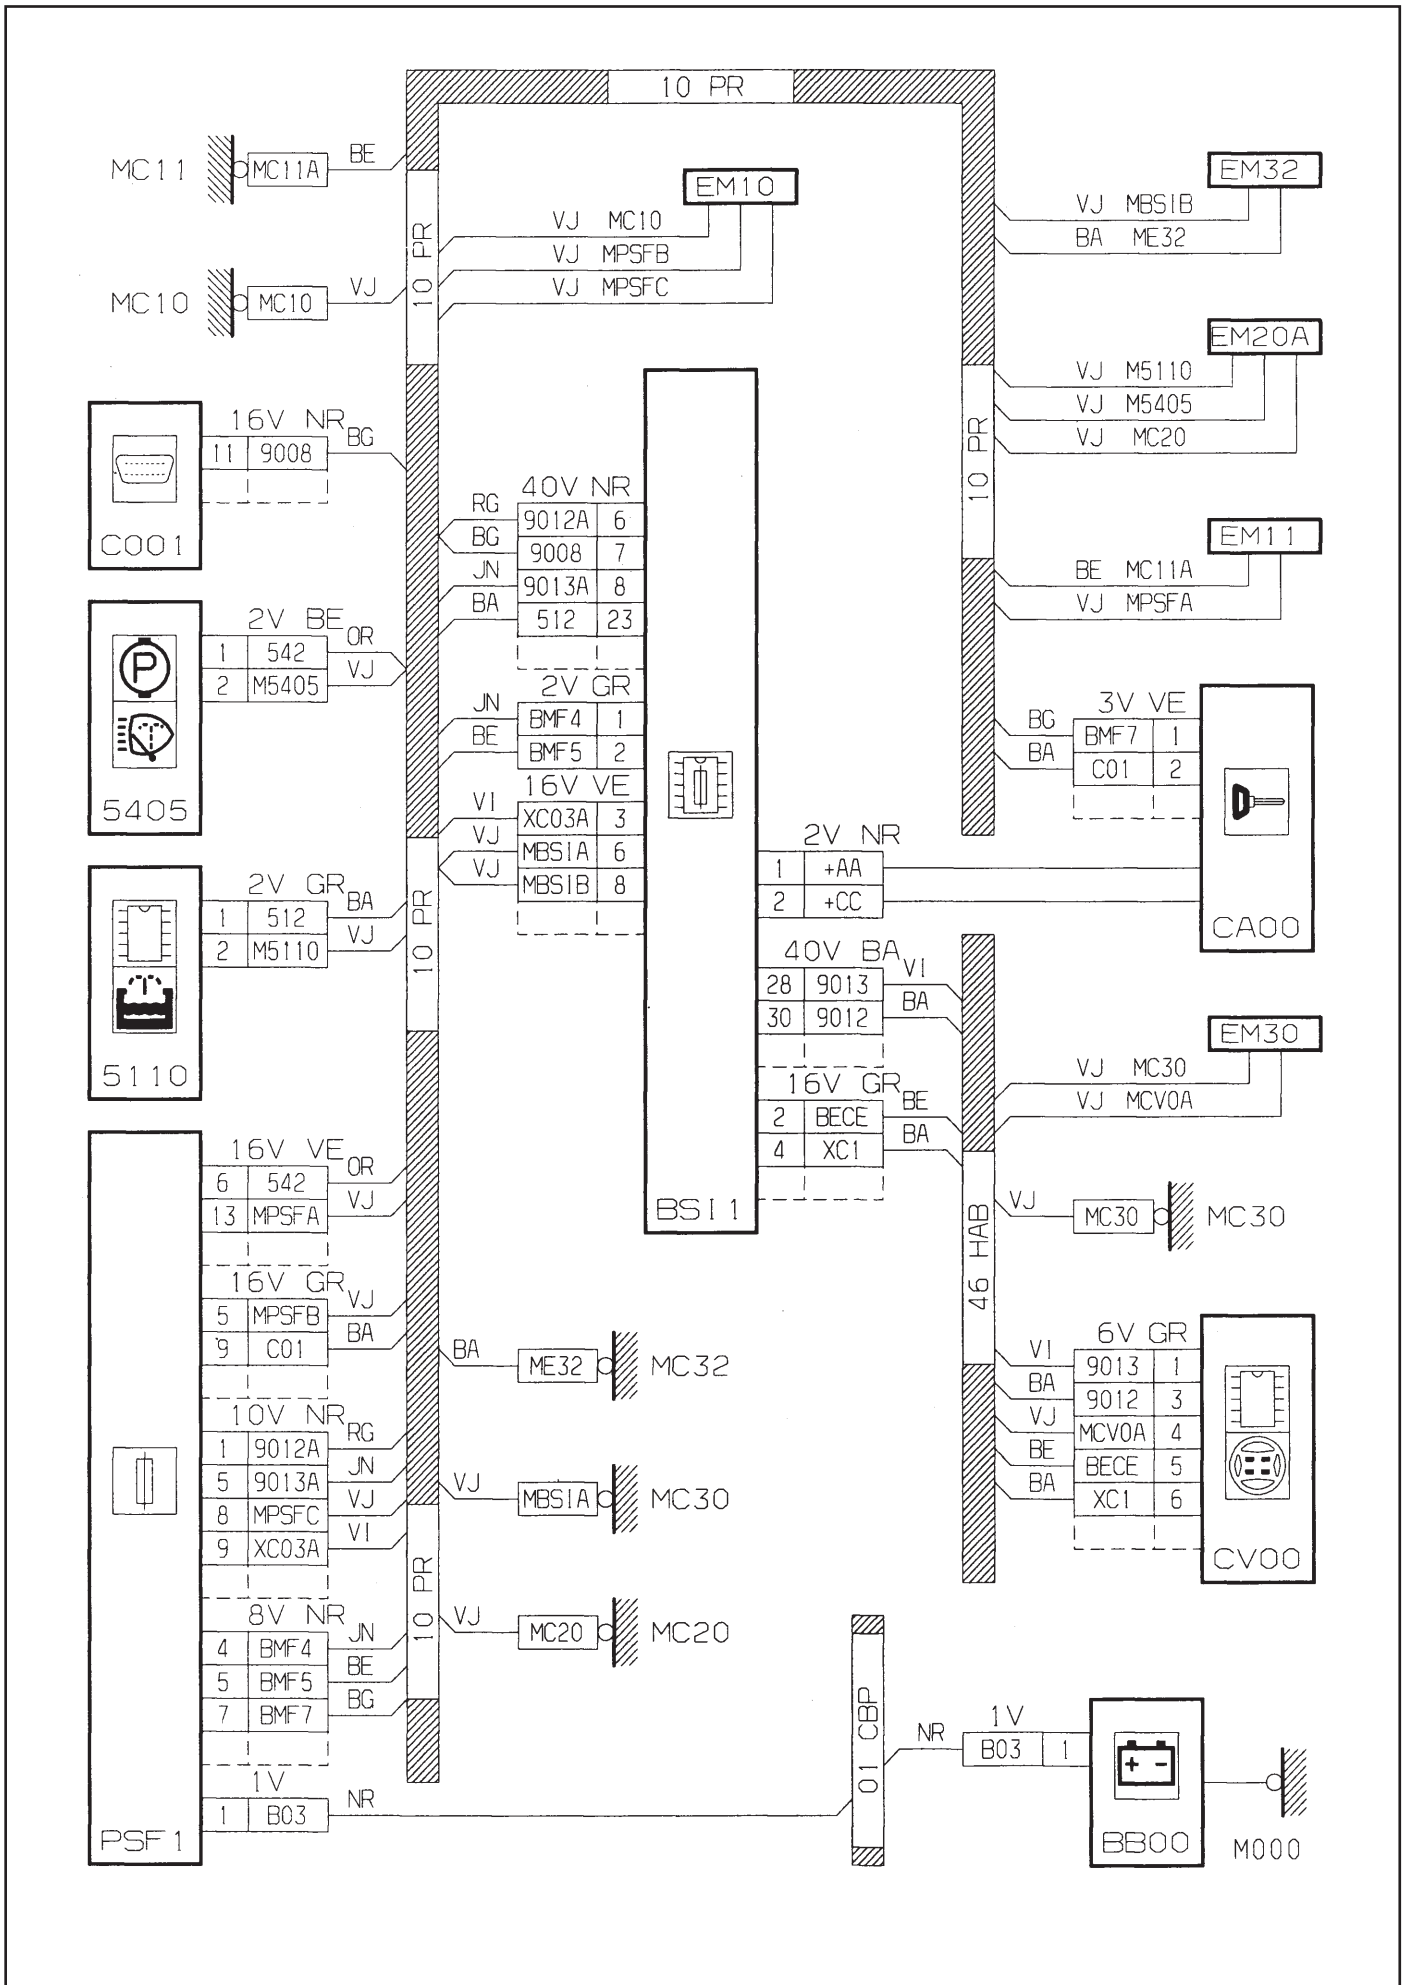 10 PR
MC11
MC11A
BE
MC10
MC10
VJ
10 PR
EM10
VJ MC10
VJ MPSFB
VJ MPSFC
EM32
VJ MBSIB
BA ME32
EM20A
VJ M5110
VJ M5405
VJ MC20
10 PR
EM11
BE MC11A
VJ MPSFA
C001
16V NR
11 9008
BG
5405
P
2V BE
1 542
OR
2 M5405
VJ
5110
2V GR
1 512
BA
2 M5110
VJ
10 PR
40V NR
RG
9012A 6
BG
9008 7
JN
9013A 8
BA
512 23
2V GR
JN
BMF4 1
BE
BMF5 2
16V VE
VI
XC03A 3
VJ
MBSIA 6
VJ
MBSIB 8
BSI1
2V NR
1 +AA
2 +CC
40V BA
28 9013
VI
30 9012
BA
16V GR
2 BECE
BE
4 XC1
BA
3V VE
BG
BMF7 1
BA
C01 2
CA00
EM30
VJ MC30
VJ MCV0A
46 HAB
VJ
MC30
MC30
6V GR
VI
9013 1
BA
9012 3
VJ
MCV0A 4
BE
BECE 5
BA
XC1 6
CV00
PSF1
16V VE
6 542
OR
13 MPSFA
VJ
16V GR
5 MPSFB
VJ
9 C01
BA
10V NR
1 9012A
RG
5 9013A
JN
8 MPSFC
VJ
9 XC03A
VI
8V NR
4 BMF4
JN
5 BMF5
BE
7 BMF7
BG
1V
1 B03
NR
10 PR
BA
ME32
MC32
VJ
MBSIA
MC30
VJ
MC20
MC20
01 CBP
NR
1V
B03 1
+ -
BB00
M000